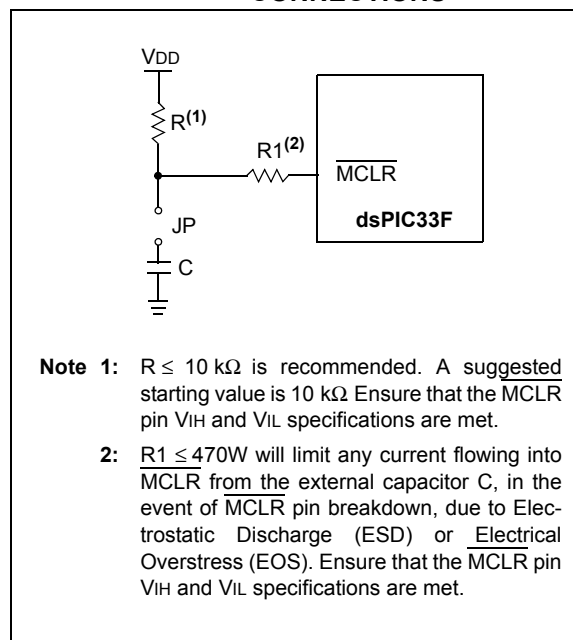 VDD
R(1)
R1(2)
MCLR
dsPIC33F
JP
C
Note 1: R ≤ 10 kΩ is recommended. A suggested
starting value is 10 kΩ Ensure that the MCLR
pin VIH and VIL specifications are met.
2: R1 ≤ 470W will limit any current flowing into
MCLR from the external capacitor C, in the
event of MCLR pin breakdown, due to Elec-
trostatic Discharge (ESD) or Electrical
Overstress (EOS). Ensure that the MCLR pin
VIH and VIL specifications are met.